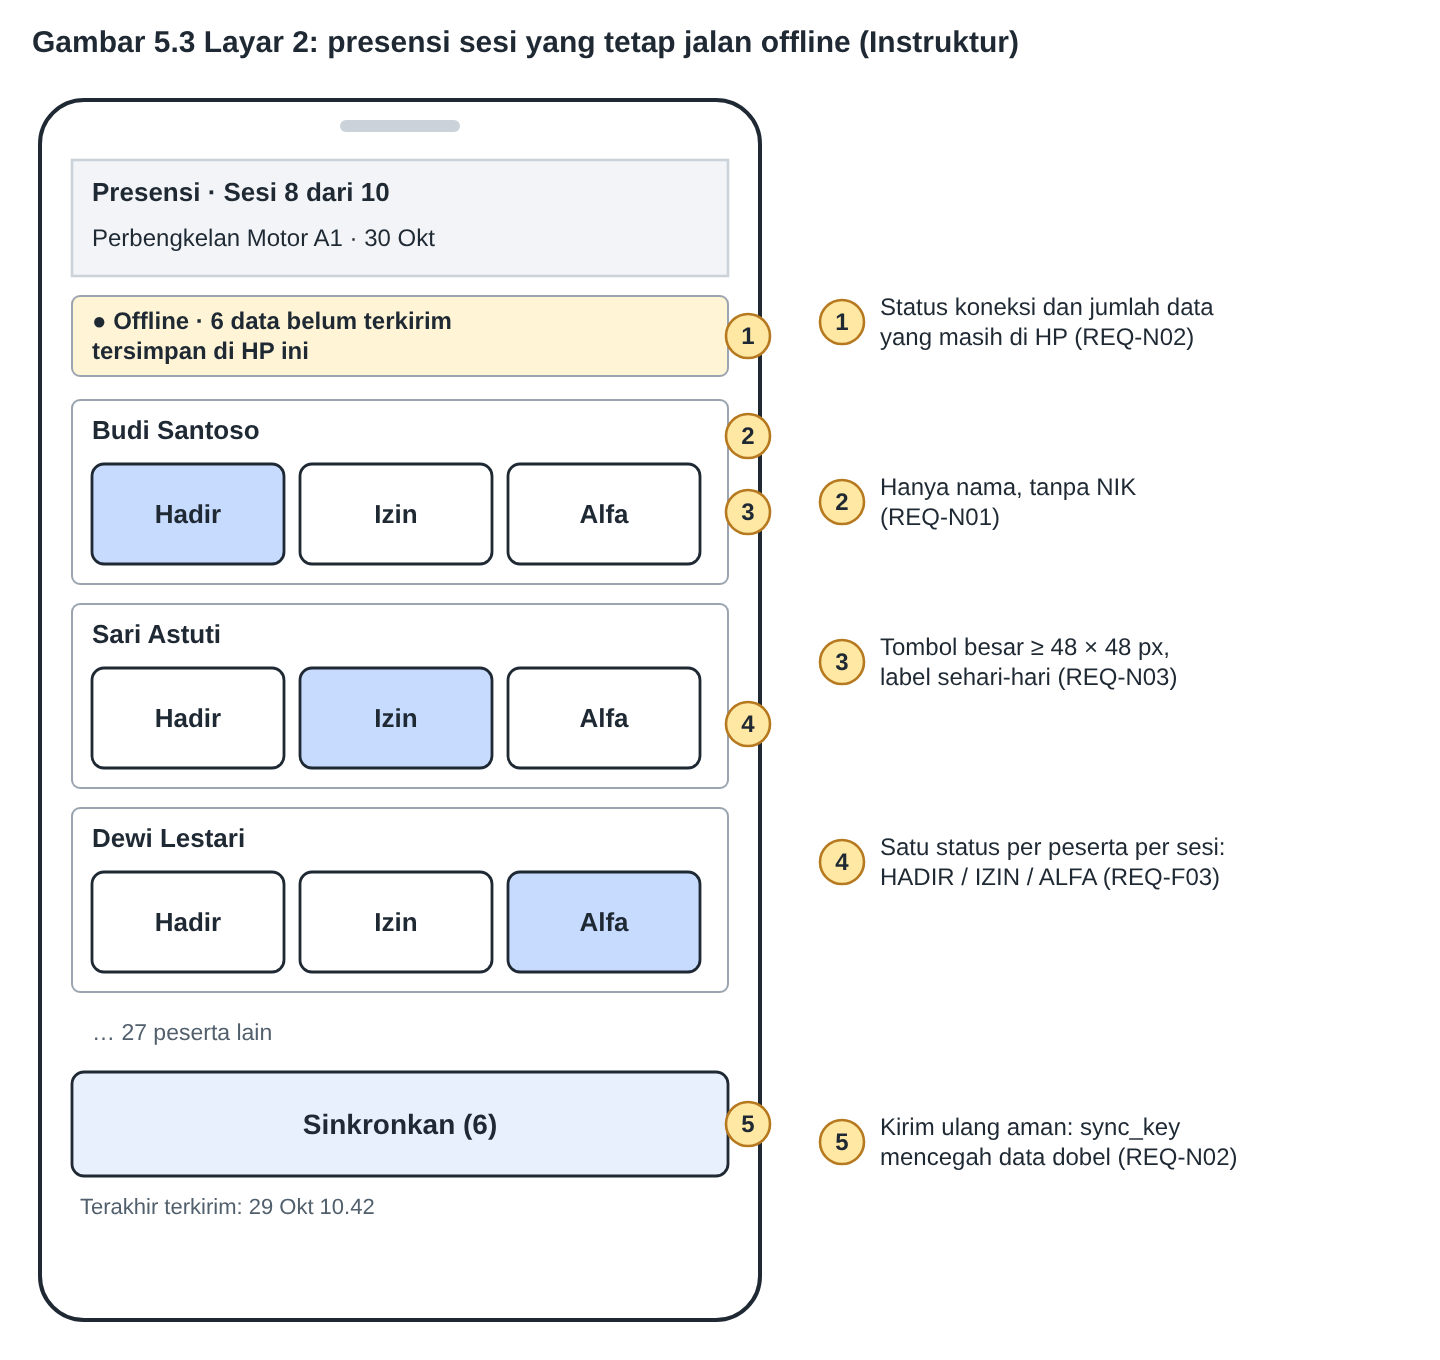 Gambar 5.3 Layar 2: presensi sesi yang tetap jalan offline (Instruktur)
Presensi · Sesi 8 dari 10
Perbengkelan Motor A1 · 30 Okt
● Offline · 6 data belum terkirim
tersimpan di HP ini
1
Budi Santoso
2
Hadir
Izin
Alfa
3
Sari Astuti
Hadir
Izin
Alfa
4
Dewi Lestari
Hadir
Izin
Alfa
… 27 peserta lain
Sinkronkan (6)
5
Terakhir terkirim: 29 Okt 10.42
1
Status koneksi dan jumlah data
yang masih di HP (REQ-N02)
2
Hanya nama, tanpa NIK
(REQ-N01)
3
Tombol besar ≥ 48 × 48 px,
label sehari-hari (REQ-N03)
4
Satu status per peserta per sesi:
HADIR / IZIN / ALFA (REQ-F03)
5
Kirim ulang aman: sync_key
mencegah data dobel (REQ-N02)